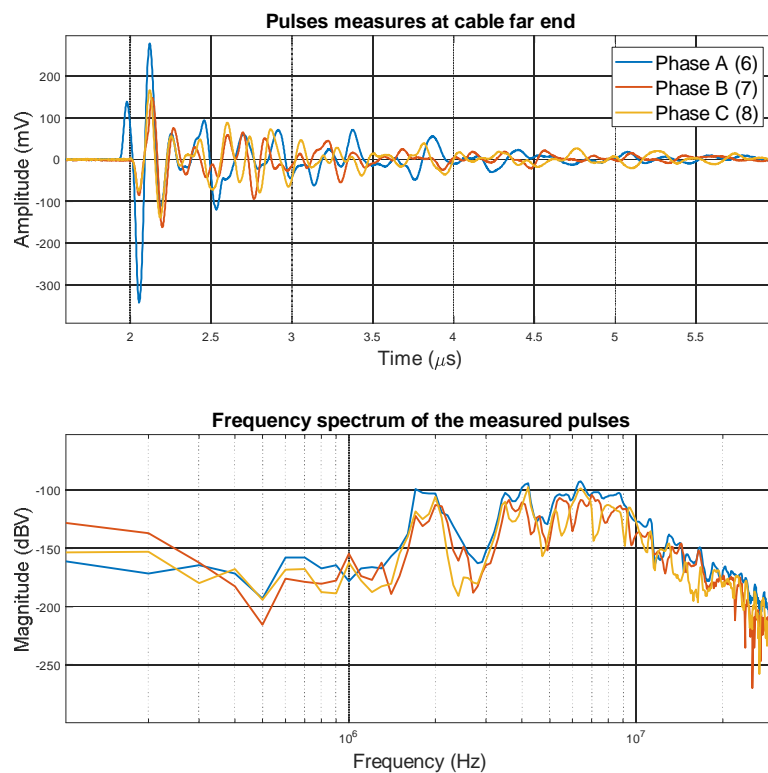 Pulses measures at cable far end
Phase A (6)
Phase B (7)
Phase C (8)
200
100
0
-100
-200
-300
Amplitude (mV)
2 2.5 3 3.5 4 4.5 5 5.5
Time (μs)
Frequency spectrum of the measured pulses
-100
-150
-200
-250
Magnitude (dBV)
10⁶ 10⁷
Frequency (Hz)